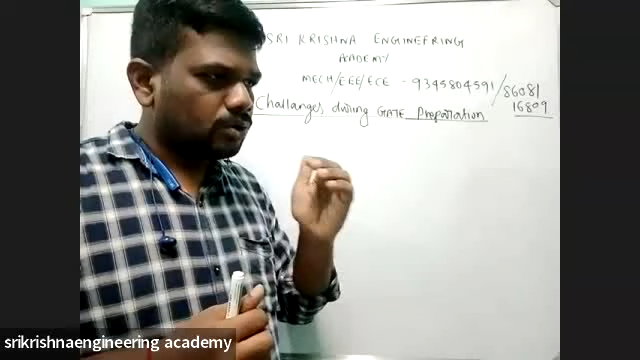 SRI KRISHNA ENGINEERING
ACADEMY
MECH/EEE/ECE - 9345804591/86081
16809
Challanges during GATE Preparation
srikrishnaengineering academy